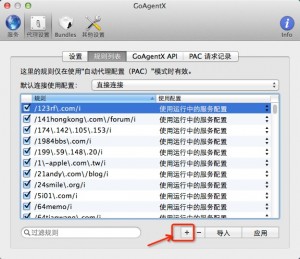 GoAgentX
服务 代理设置 Bundles 其他设置 Info
设置 规则列表 GoAgentX API PAC 请求记录
这里的规则仅在使用"自动代理配置（PAC）"模式时有效。
默认连接使用配置： 直接连接
规则 使用配置
/123rf\.com/i 使用运行中的服务配置
/141hongkong\.com\/forum/i 使用运行中的服务配置
/174\.142\.105\.153/i 使用运行中的服务配置
/1984bbs\.com/i 使用运行中的服务配置
/199\.59\.148\.20/i 使用运行中的服务配置
/1\-apple\.com\.tw/i 使用运行中的服务配置
/21andy\.com\/blog/i 使用运行中的服务配置
/24smile\.org/i 使用运行中的服务配置
/5i01\.com/i 使用运行中的服务配置
/64memo/i 使用运行中的服务配置
/64tianwang\.com/i 使用运行中的服务配置
过滤规则 + − 导入 应用